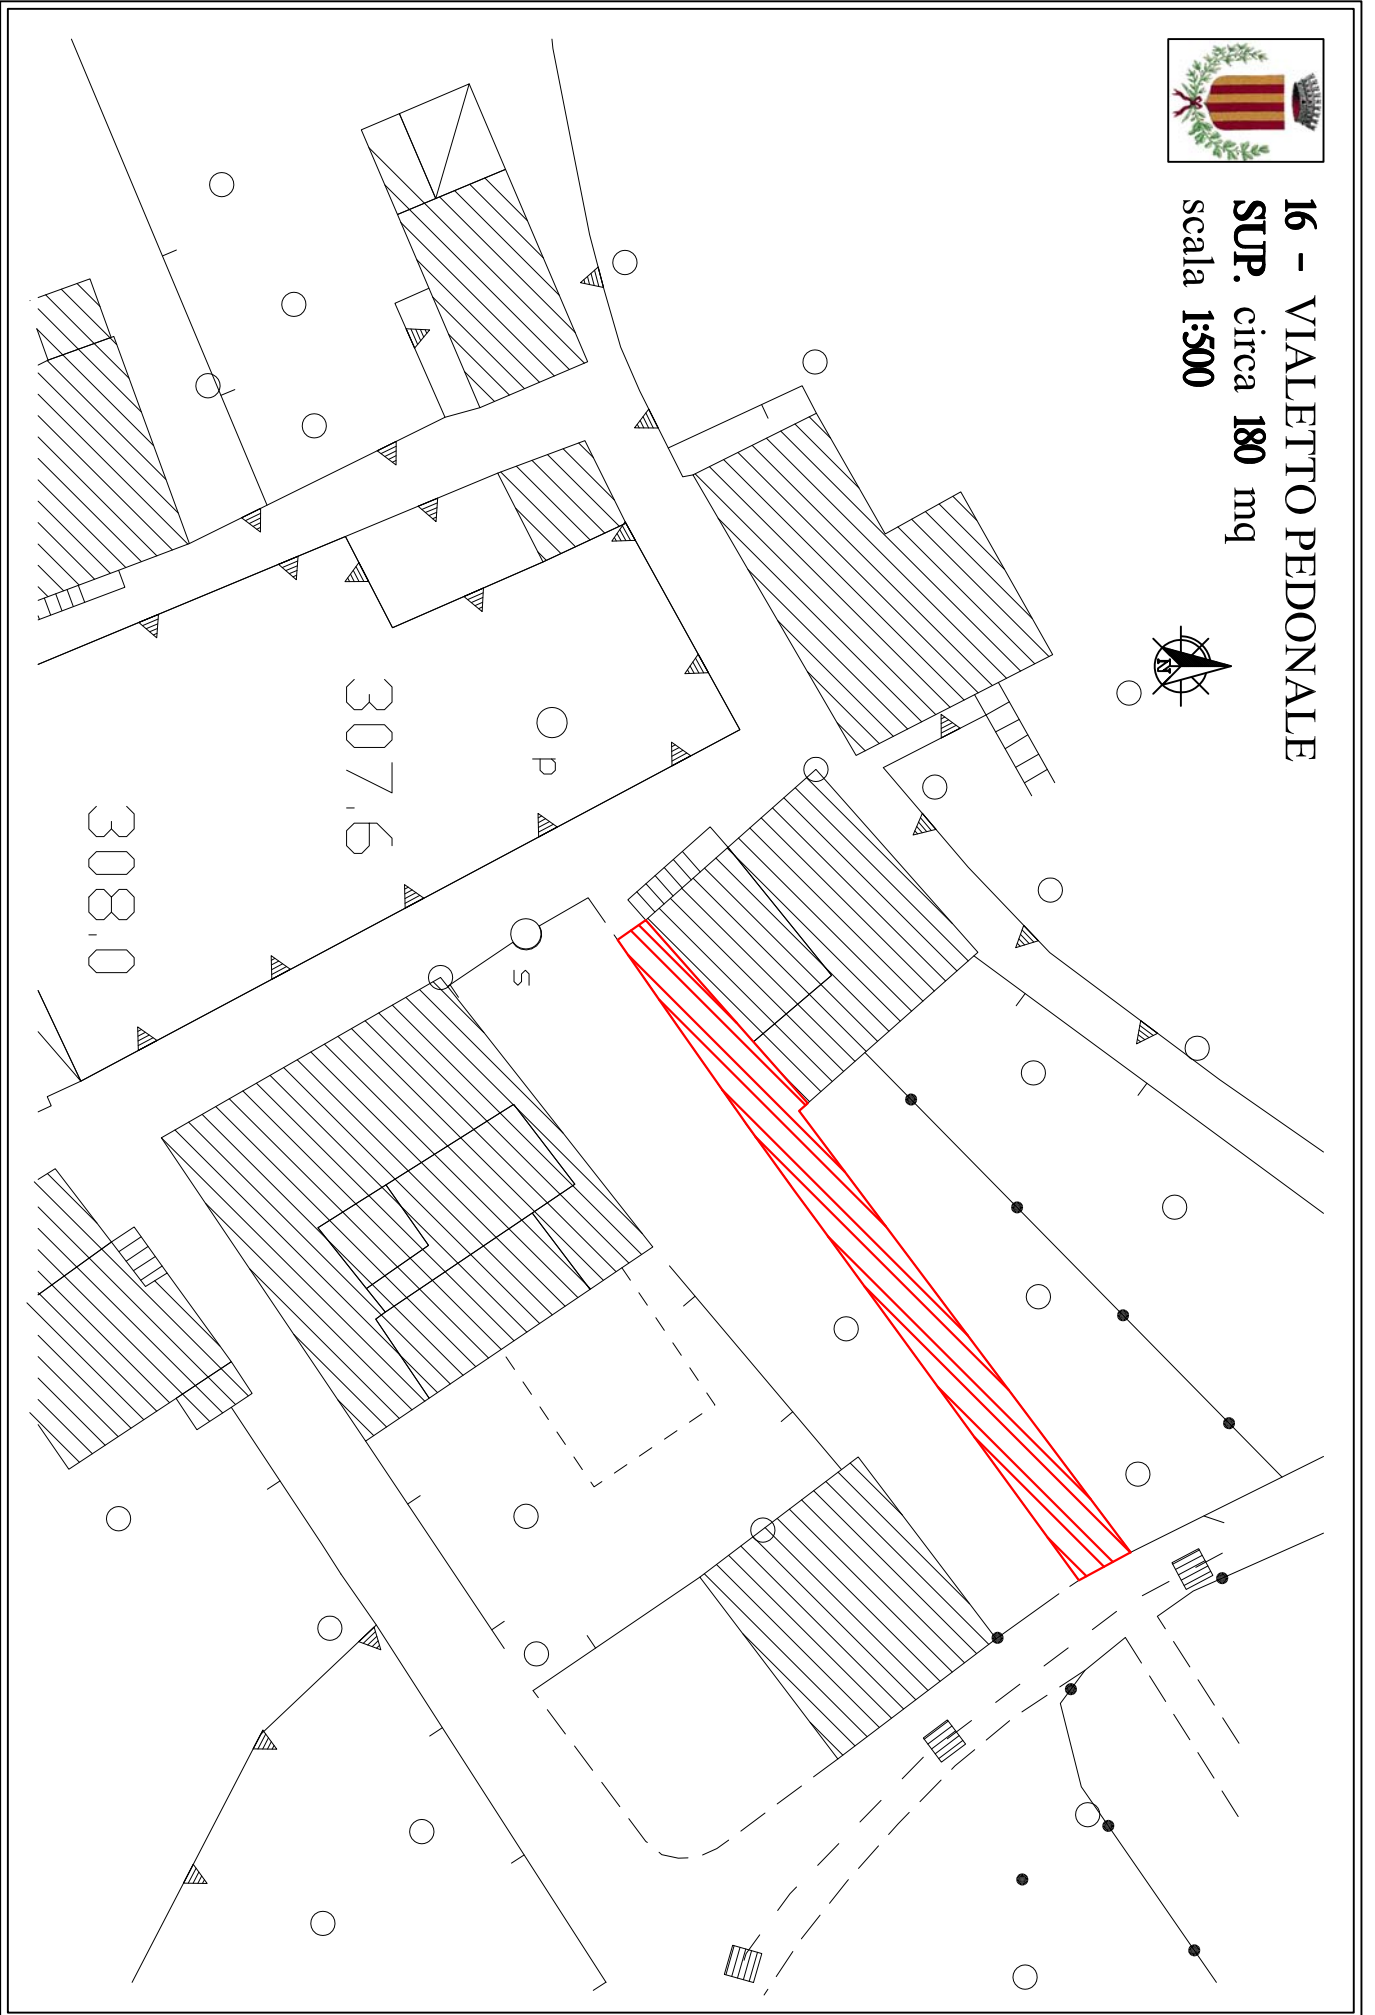 16 - VIALETTO PEDONALE
SUP. circa 180 mq
scala 1:500
N
p
307.6
s
308.0